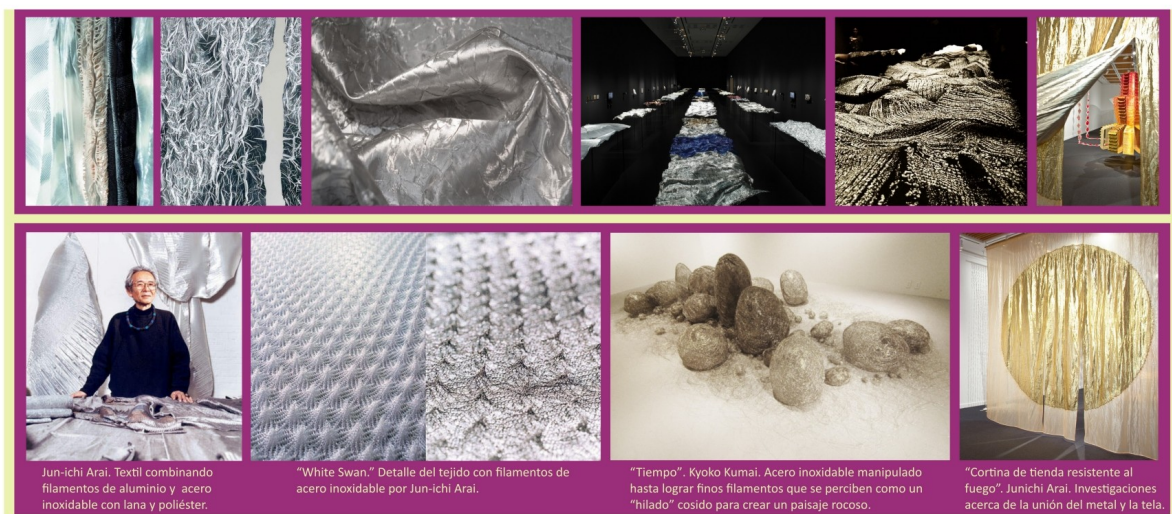 Jun-ichi Arai. Textil combinando
filamentos de aluminio y acero
inoxidable con lana y poliéster.
“White Swan.” Detalle del tejido con filamentos de
acero inoxidable por Jun-ichi Arai.
“Tiempo”. Kyoko Kumai. Acero inoxidable manipulado
hasta lograr finos filamentos que se perciben como un
“hilado” cosido para crear un paisaje rocoso.
“Cortina de tienda resistente al
fuego”. Junichi Arai. Investigaciones
acerca de la unión del metal y la tela.